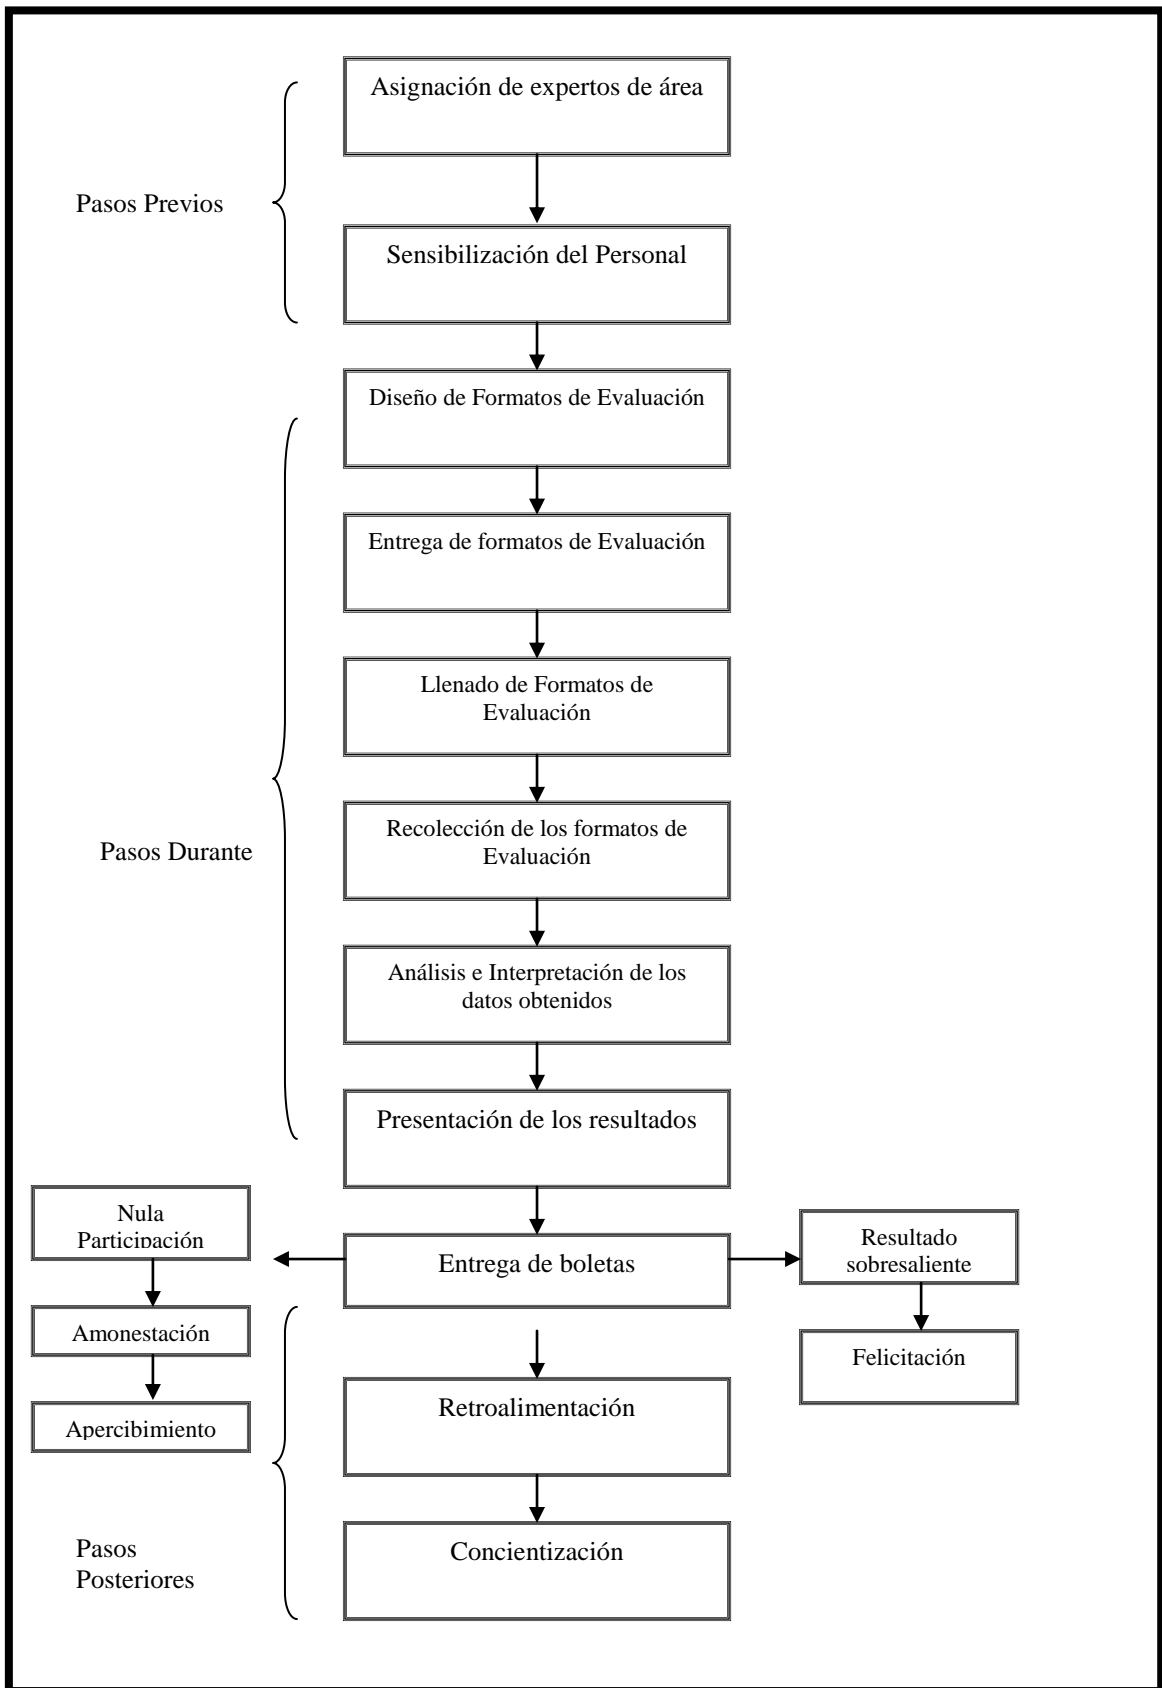 Asignación de expertos de área
Pasos Previos
Sensibilización del Personal
Diseño de Formatos de Evaluación
Entrega de formatos de Evaluación
Llenado de Formatos de
Evaluación
Recolección de los formatos de
Evaluación
Pasos Durante
Análisis e Interpretación de los
datos obtenidos
Presentación de los resultados
Nula
Participación
Entrega de boletas
Resultado
sobresaliente
Amonestación
Felicitación
Apercibimiento
Retroalimentación
Pasos
Posteriores
Concientización